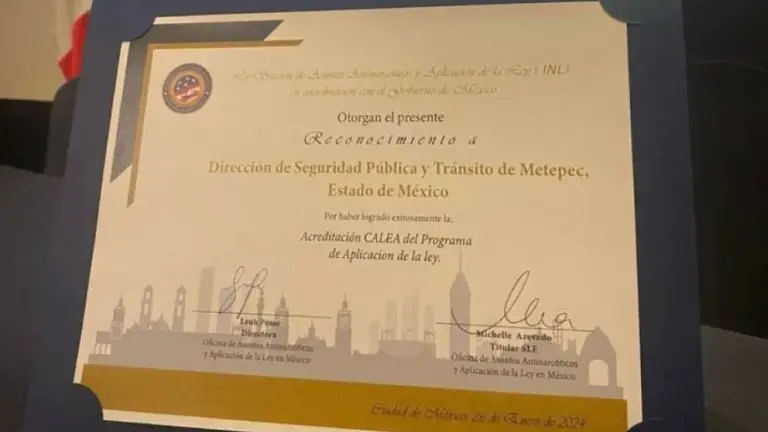 La Sección de Asuntos Antinarcóticos y Aplicación de la Ley ( INL)
en coordinación con el Gobierno de México
Otorgan el presente
Reconocimiento a
Dirección de Seguridad Pública y Tránsito de Metepec,
Estado de México
Por haber logrado exitosamente la:
Acreditación CALEA del Programa
de Aplicacion de la ley.
Leah Pease
Directora
Oficina de Asuntos Antinarcóticos
y Aplicación de la Ley en México
Michelle Azevedo
Titular SLE
Oficina de Asuntos Antinarcóticos
y Aplicación de la Ley en México
Ciudad de México, 26 de Enero de 2024